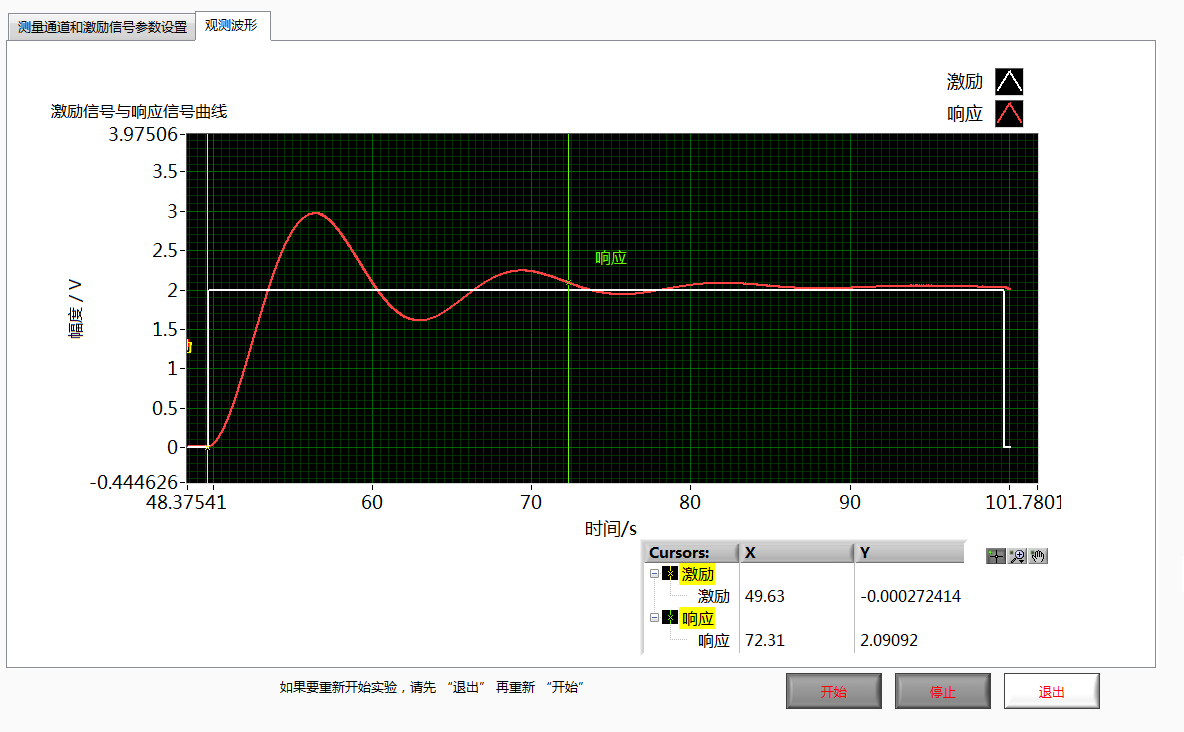 测量通道和激励信号参数设置 观测波形
激励
响应
激励信号与响应信号曲线
3.97506
3.5
3
2.5
2
1.5
1
0.5
0
-0.444626
幅度 / V
响应
48.37541 60 70 80 90 101.7801
时间/s
Cursors: X Y
激励
激励 49.63 -0.000272414
响应
响应 72.31 2.09092
如果要重新开始实验，请先 “退出” 再重新 “开始”
开始 停止 退出